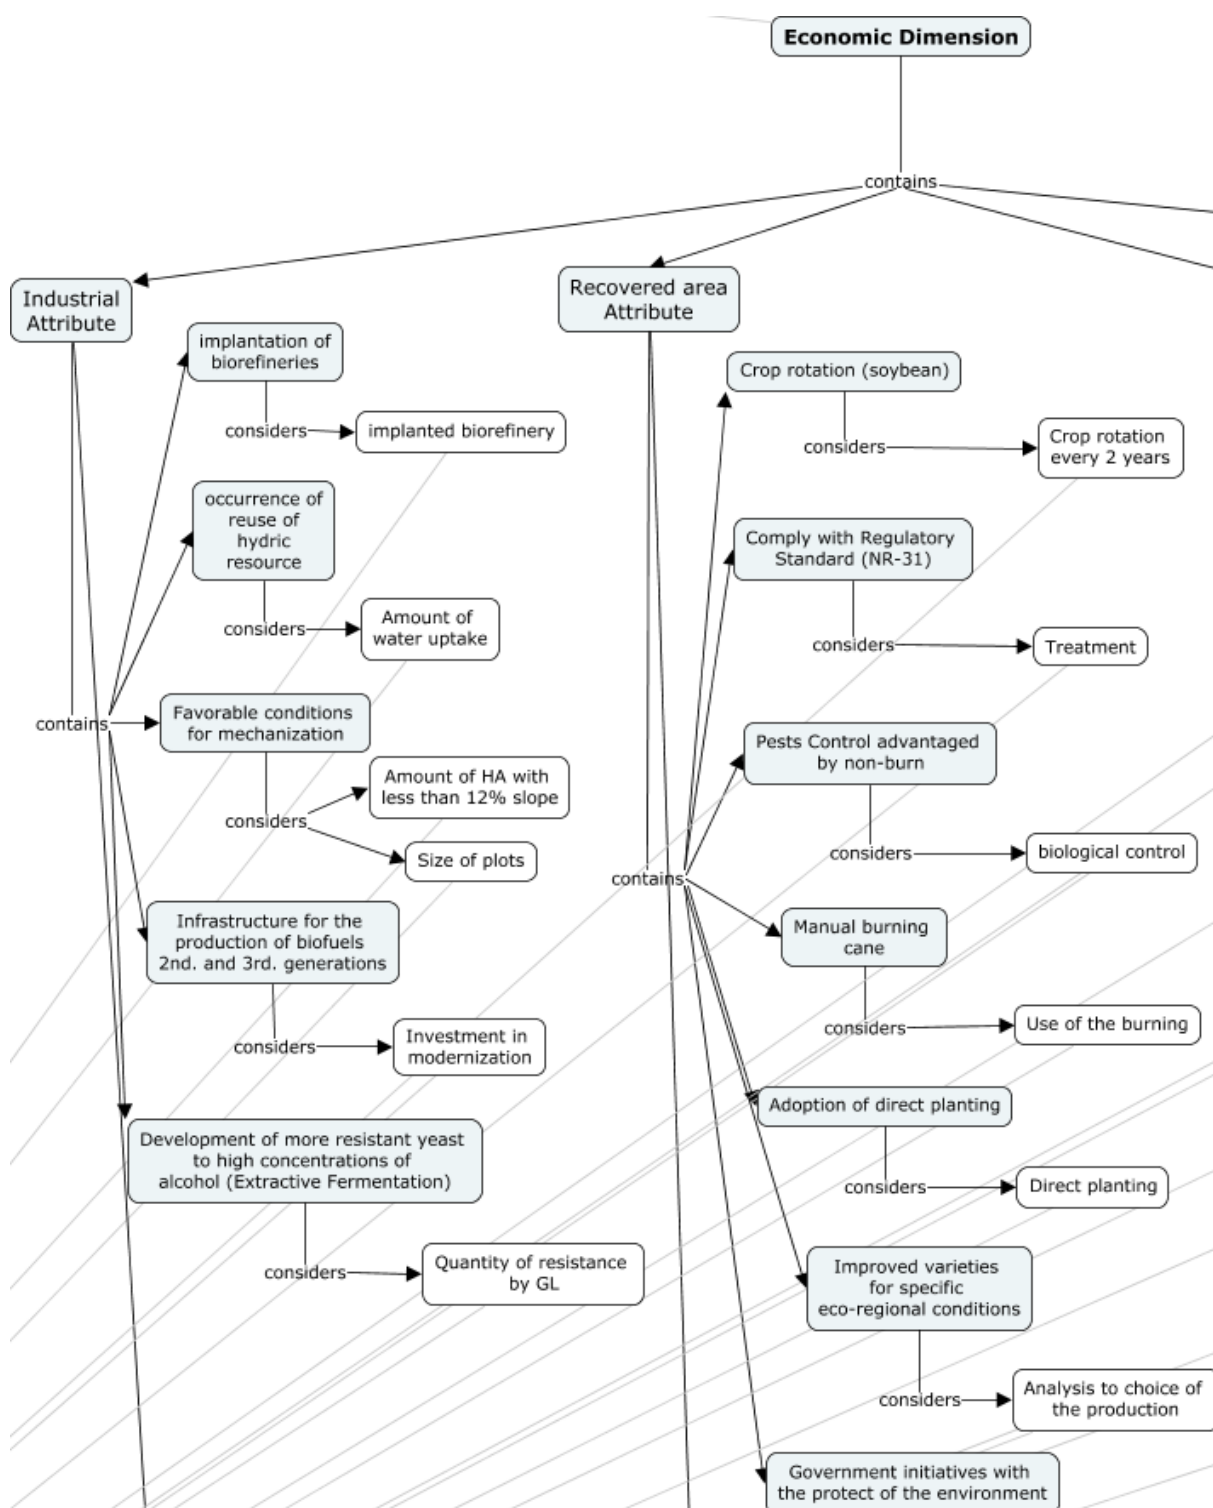 Economic Dimension
contains
Industrial
Attribute
implantation of
biorefineries
considers
implanted biorefinery
occurrence of
reuse of
hydric
resource
considers
Amount of
water uptake
contains
Favorable conditions
for mechanization
considers
Amount of HA with
less than 12% slope
Size of plots
Infrastructure for the
production of biofuels
2nd. and 3rd. generations
considers
Investment in
modernization
Development of more resistant yeast
to high concentrations of
alcohol (Extractive Fermentation)
considers
Quantity of resistance
by GL
Recovered area
Attribute
Crop rotation (soybean)
considers
Crop rotation
every 2 years
Comply with Regulatory
Standard (NR-31)
considers
Treatment
Pests Control advantaged
by non-burn
considers
biological control
contains
Manual burning
cane
considers
Use of the burning
Adoption of direct planting
considers
Direct planting
Improved varieties
for specific
eco-regional conditions
considers
Analysis to choice of
the production
Government initiatives with
the protect of the environment